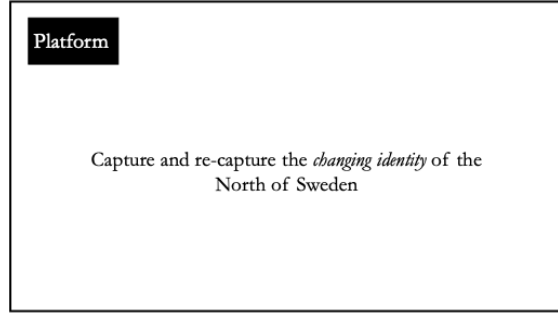 Platform
Capture and re-capture the changing identity of the
North of Sweden